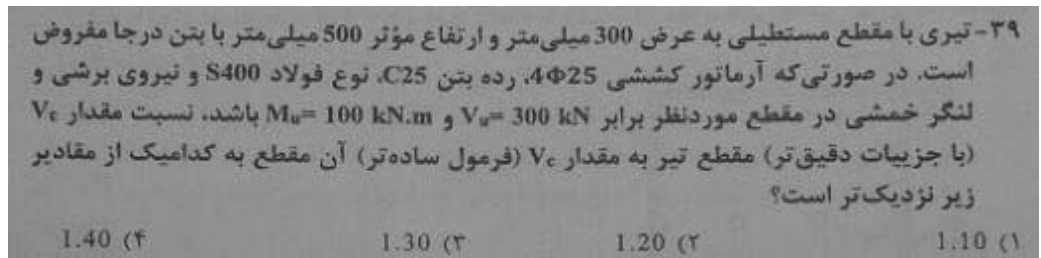 ۳۹- تیری با مقطع مستطیلی به عرض 300 میلی‌متر و ارتفاع مؤثر 500 میلی‌متر با بتن درجا مفروض
است. در صورتی‌که آرماتور کششی 4Φ25، رده بتن C25، نوع فولاد S400 و نیروی برشی و
لنگر خمشی در مقطع موردنظر برابر Vu= 300 kN و Mu= 100 kN.m باشد، نسبت مقدار Vc
(با جزییات دقیق‌تر) مقطع تیر به مقدار Vc (فرمول ساده‌تر) آن مقطع به کدامیک از مقادیر
زیر نزدیک‌تر است؟
۱) 1.10 ۲) 1.20 ۳) 1.30 ۴) 1.40